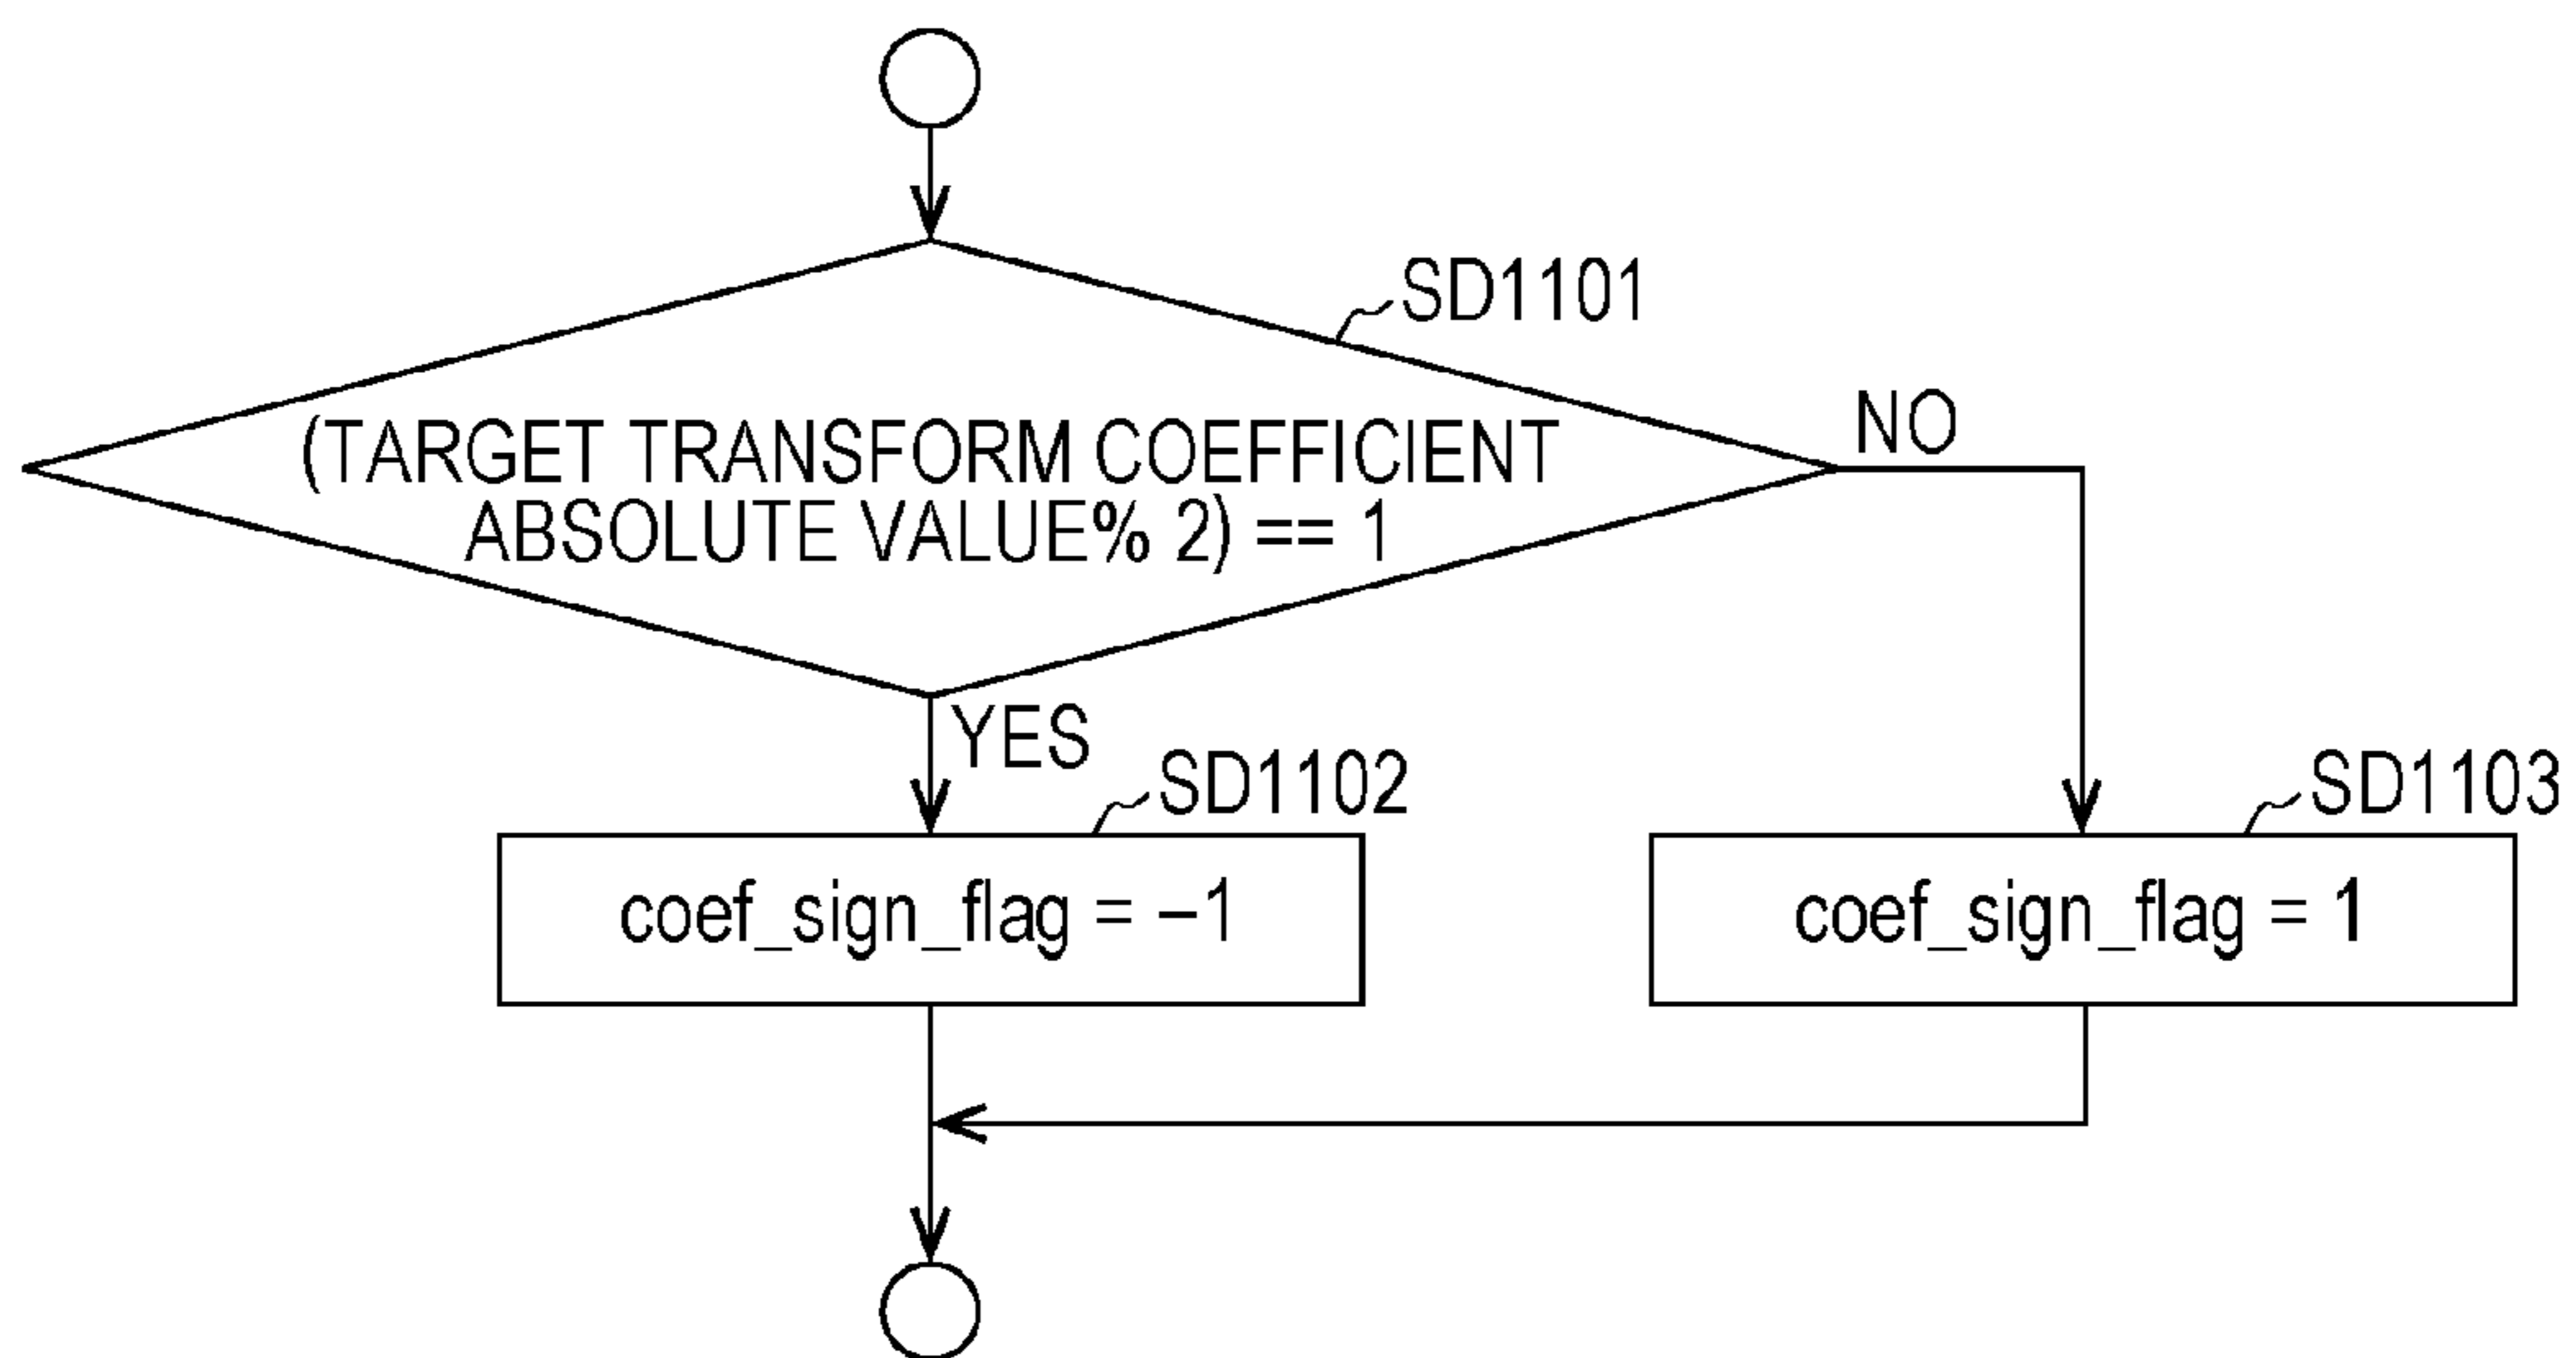 SD1101
(TARGET TRANSFORM COEFFICIENT
ABSOLUTE VALUE% 2) == 1
NO
YES
SD1102
SD1103
coef_sign_flag = –1
coef_sign_flag = 1